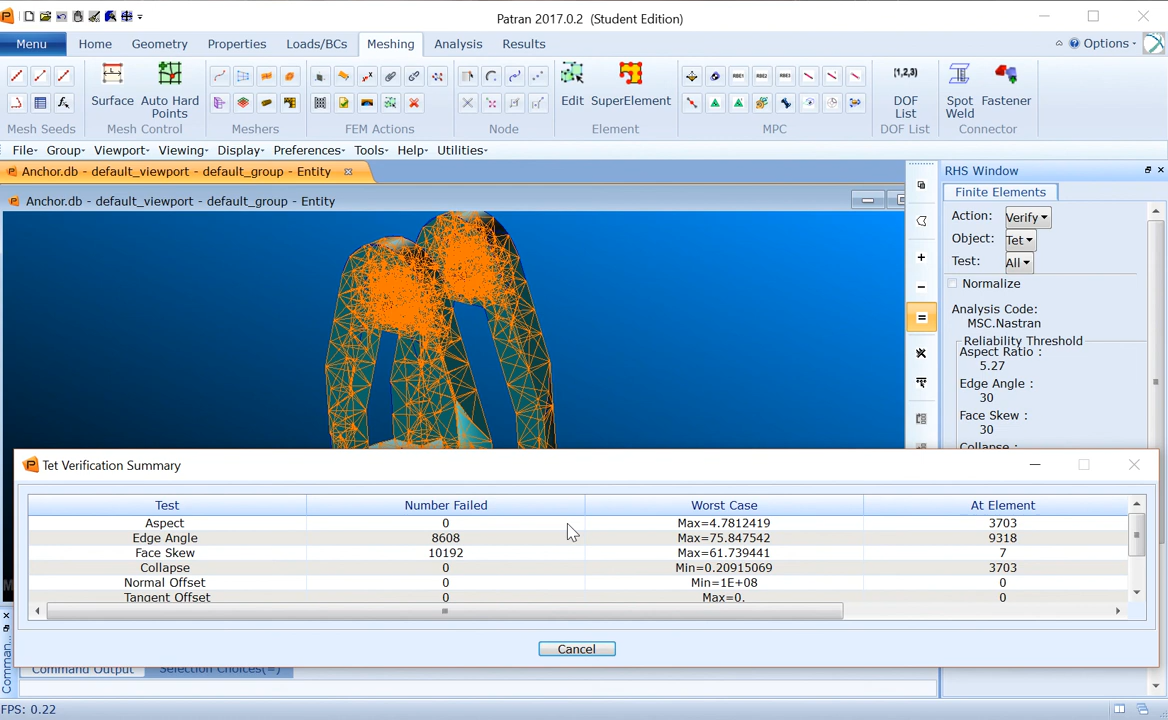 Patran 2017.0.2 (Student Edition)
Menu Home Geometry Properties Loads/BCs Meshing Analysis Results Options
Surface Auto Hard Points
Mesh Seeds Mesh Control Meshers FEM Actions Node
Edit SuperElement
Element
RBE1 RBE2 RBE3
MPC
(1,2,3)
DOF List
DOF List
Spot Weld Fastener
Connector
File Group Viewport Viewing Display Preferences Tools Help Utilities
Anchor.db - default_viewport - default_group - Entity
Anchor.db - default_viewport - default_group - Entity
RHS Window
Finite Elements
Action: Verify
Object: Tet
Test: All
Normalize
Analysis Code:
MSC.Nastran
Reliability Threshold
Aspect Ratio :
5.27
Edge Angle :
30
Face Skew :
30
Collapse :
Tet Verification Summary
Test Number Failed Worst Case At Element
Aspect 0 Max=4.7812419 3703
Edge Angle 8608 Max=75.847542 9318
Face Skew 10192 Max=61.739441 7
Collapse 0 Min=0.20915069 3703
Normal Offset 0 Min=1E+08 0
Tangent Offset 0 Max=0. 0
Cancel
Comman...
Command Output Selection Choices(=)
FPS: 0.22